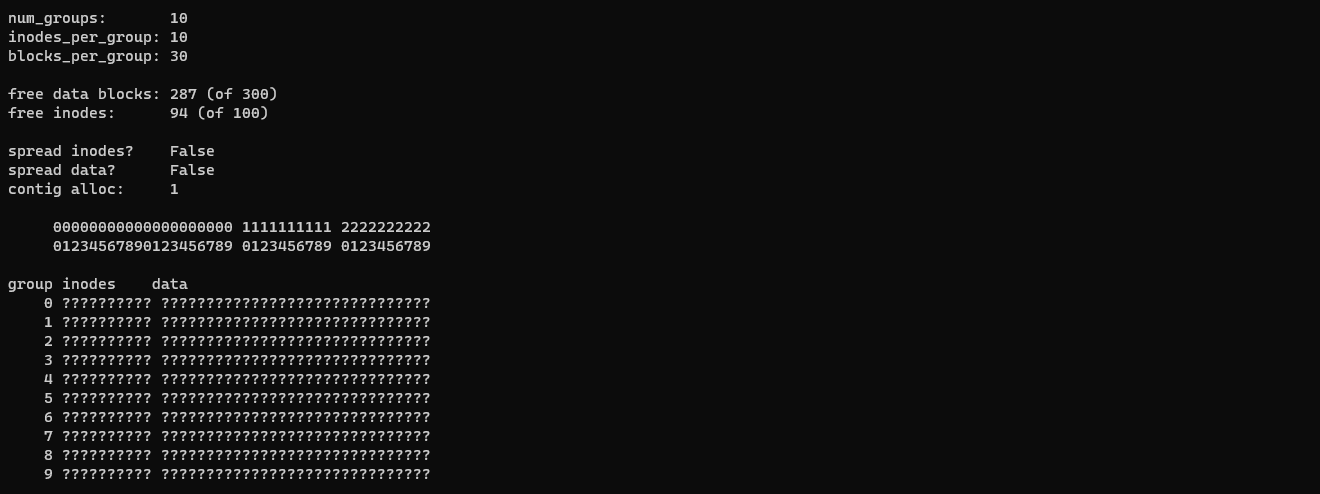 num_groups:       10
inodes_per_group: 10
blocks_per_group: 30

free data blocks: 287 (of 300)
free inodes:      94 (of 100)

spread inodes?    False
spread data?      False
contig alloc:     1

     00000000000000000000 1111111111 2222222222
     01234567890123456789 0123456789 0123456789

group inodes    data
    0 ?????????? ??????????????????????????????
    1 ?????????? ??????????????????????????????
    2 ?????????? ??????????????????????????????
    3 ?????????? ??????????????????????????????
    4 ?????????? ??????????????????????????????
    5 ?????????? ??????????????????????????????
    6 ?????????? ??????????????????????????????
    7 ?????????? ??????????????????????????????
    8 ?????????? ??????????????????????????????
    9 ?????????? ??????????????????????????????